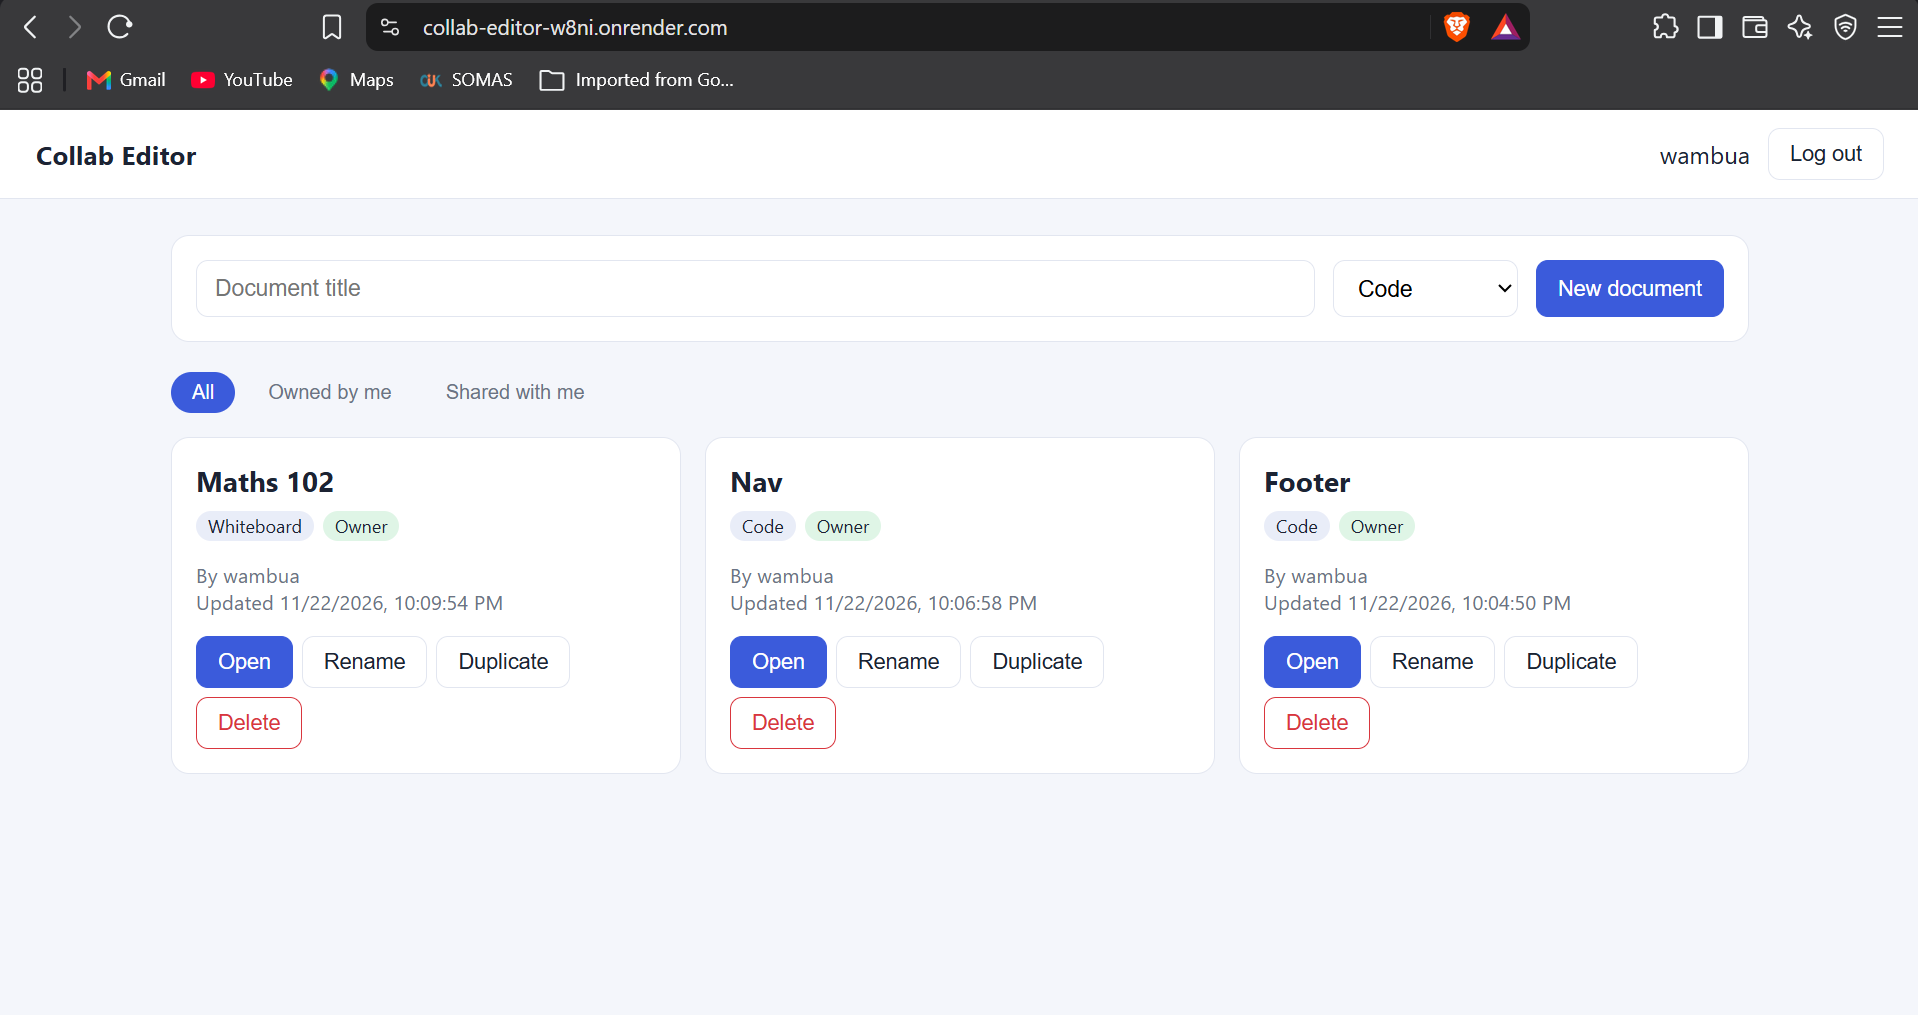 collab-editor-w8ni.onrender.com
Gmail YouTube Maps CUK SOMAS Imported from Go...
Collab Editor wambua Log out
Document title Code New document
All Owned by me Shared with me
Maths 102
Whiteboard Owner
By wambua
Updated 11/22/2026, 10:09:54 PM
Open Rename Duplicate
Delete
Nav
Code Owner
By wambua
Updated 11/22/2026, 10:06:58 PM
Open Rename Duplicate
Delete
Footer
Code Owner
By wambua
Updated 11/22/2026, 10:04:50 PM
Open Rename Duplicate
Delete